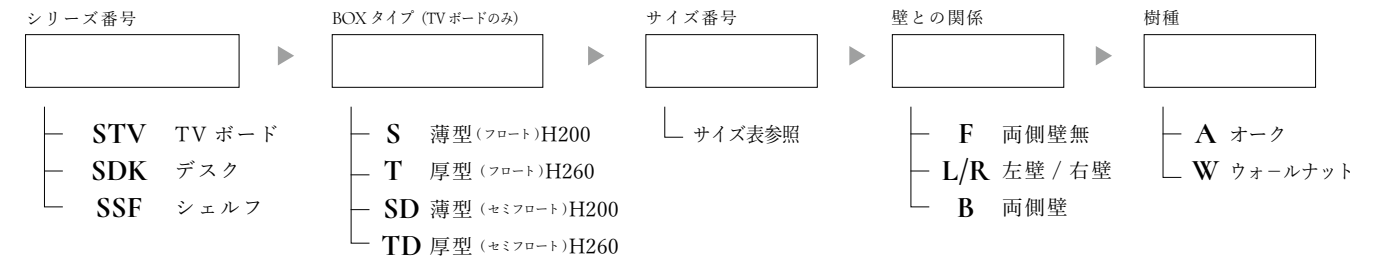 シリーズ番号
BOX タイプ（TVボードのみ）
サイズ番号
壁との関係
樹種
STV TV ボード
SDK デスク
SSF シェルフ
S 薄型（フロート）H200
T 厚型（フロート）H260
SD 薄型（セミフロート）H200
TD 厚型（セミフロート）H260
サイズ表参照
F 両側壁無
L/R 左壁 / 右壁
B 両側壁
A オーク
W ウォールナット